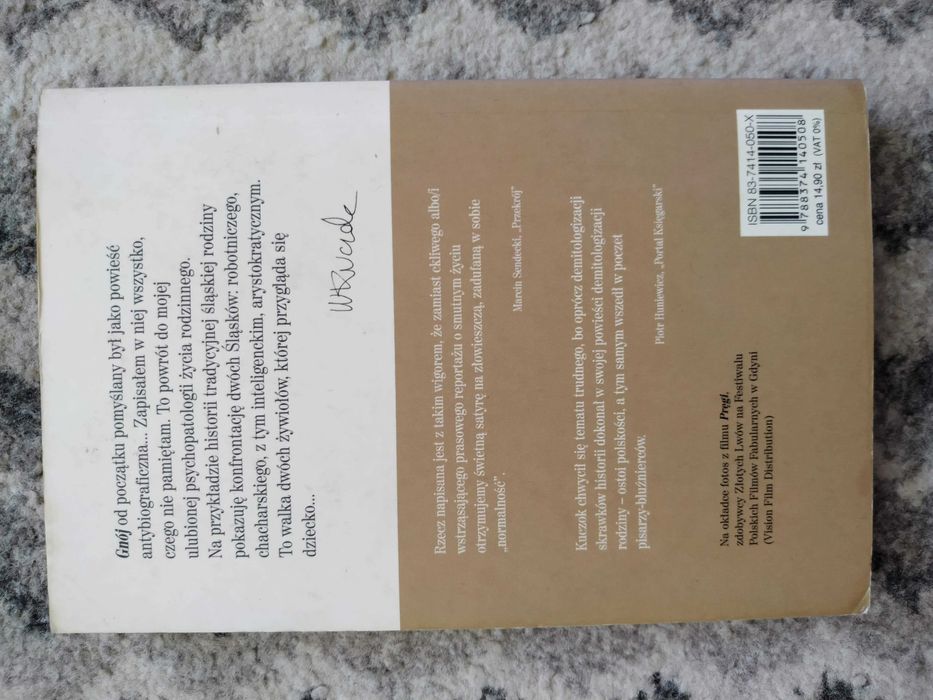 Gnój od początku pomyślany był jako powieść
antybiograficzna... Zapisałem w niej wszystko,
czego nie pamiętam. To powrót do mojej
ulubionej psychopatologii życia rodzinnego.
Na przykładzie historii tradycyjnej śląskiej rodziny
pokazuję konfrontację dwóch Śląsków: robotniczego,
chacharskiego, z tym inteligenckim, arystokratycznym.
To walka dwóch żywiołów, której przygląda się
dziecko...
Rzecz napisana jest z takim wigorem, że zamiast ckliwego albo/i
wstrząsającego prasowego reportażu o smutnym życiu
otrzymujemy świetną satyrę na złowieszczą, zadufaną w sobie
„normalność”.
Marcin Sendecki, „Przekrój”
Kuczok chwycił się tematu trudnego, bo oprócz demitologizacji
skrawków historii dokonał w swojej powieści demitologizacji
rodziny – ostoi polskości, a tym samym wszedł w poczet
pisarzy-bluźnierców.
Piotr Huniewicz, „Portal Księgarski”
Na okładce fotos z filmu Pręgi,
zdobywcy Złotych Lwów na Festiwalu
Polskich Filmów Fabularnych w Gdyni
(Vision Film Distribution)
ISBN 83-7414-050-X
9 788374 140508
cena 14,90 zł (VAT 0%)